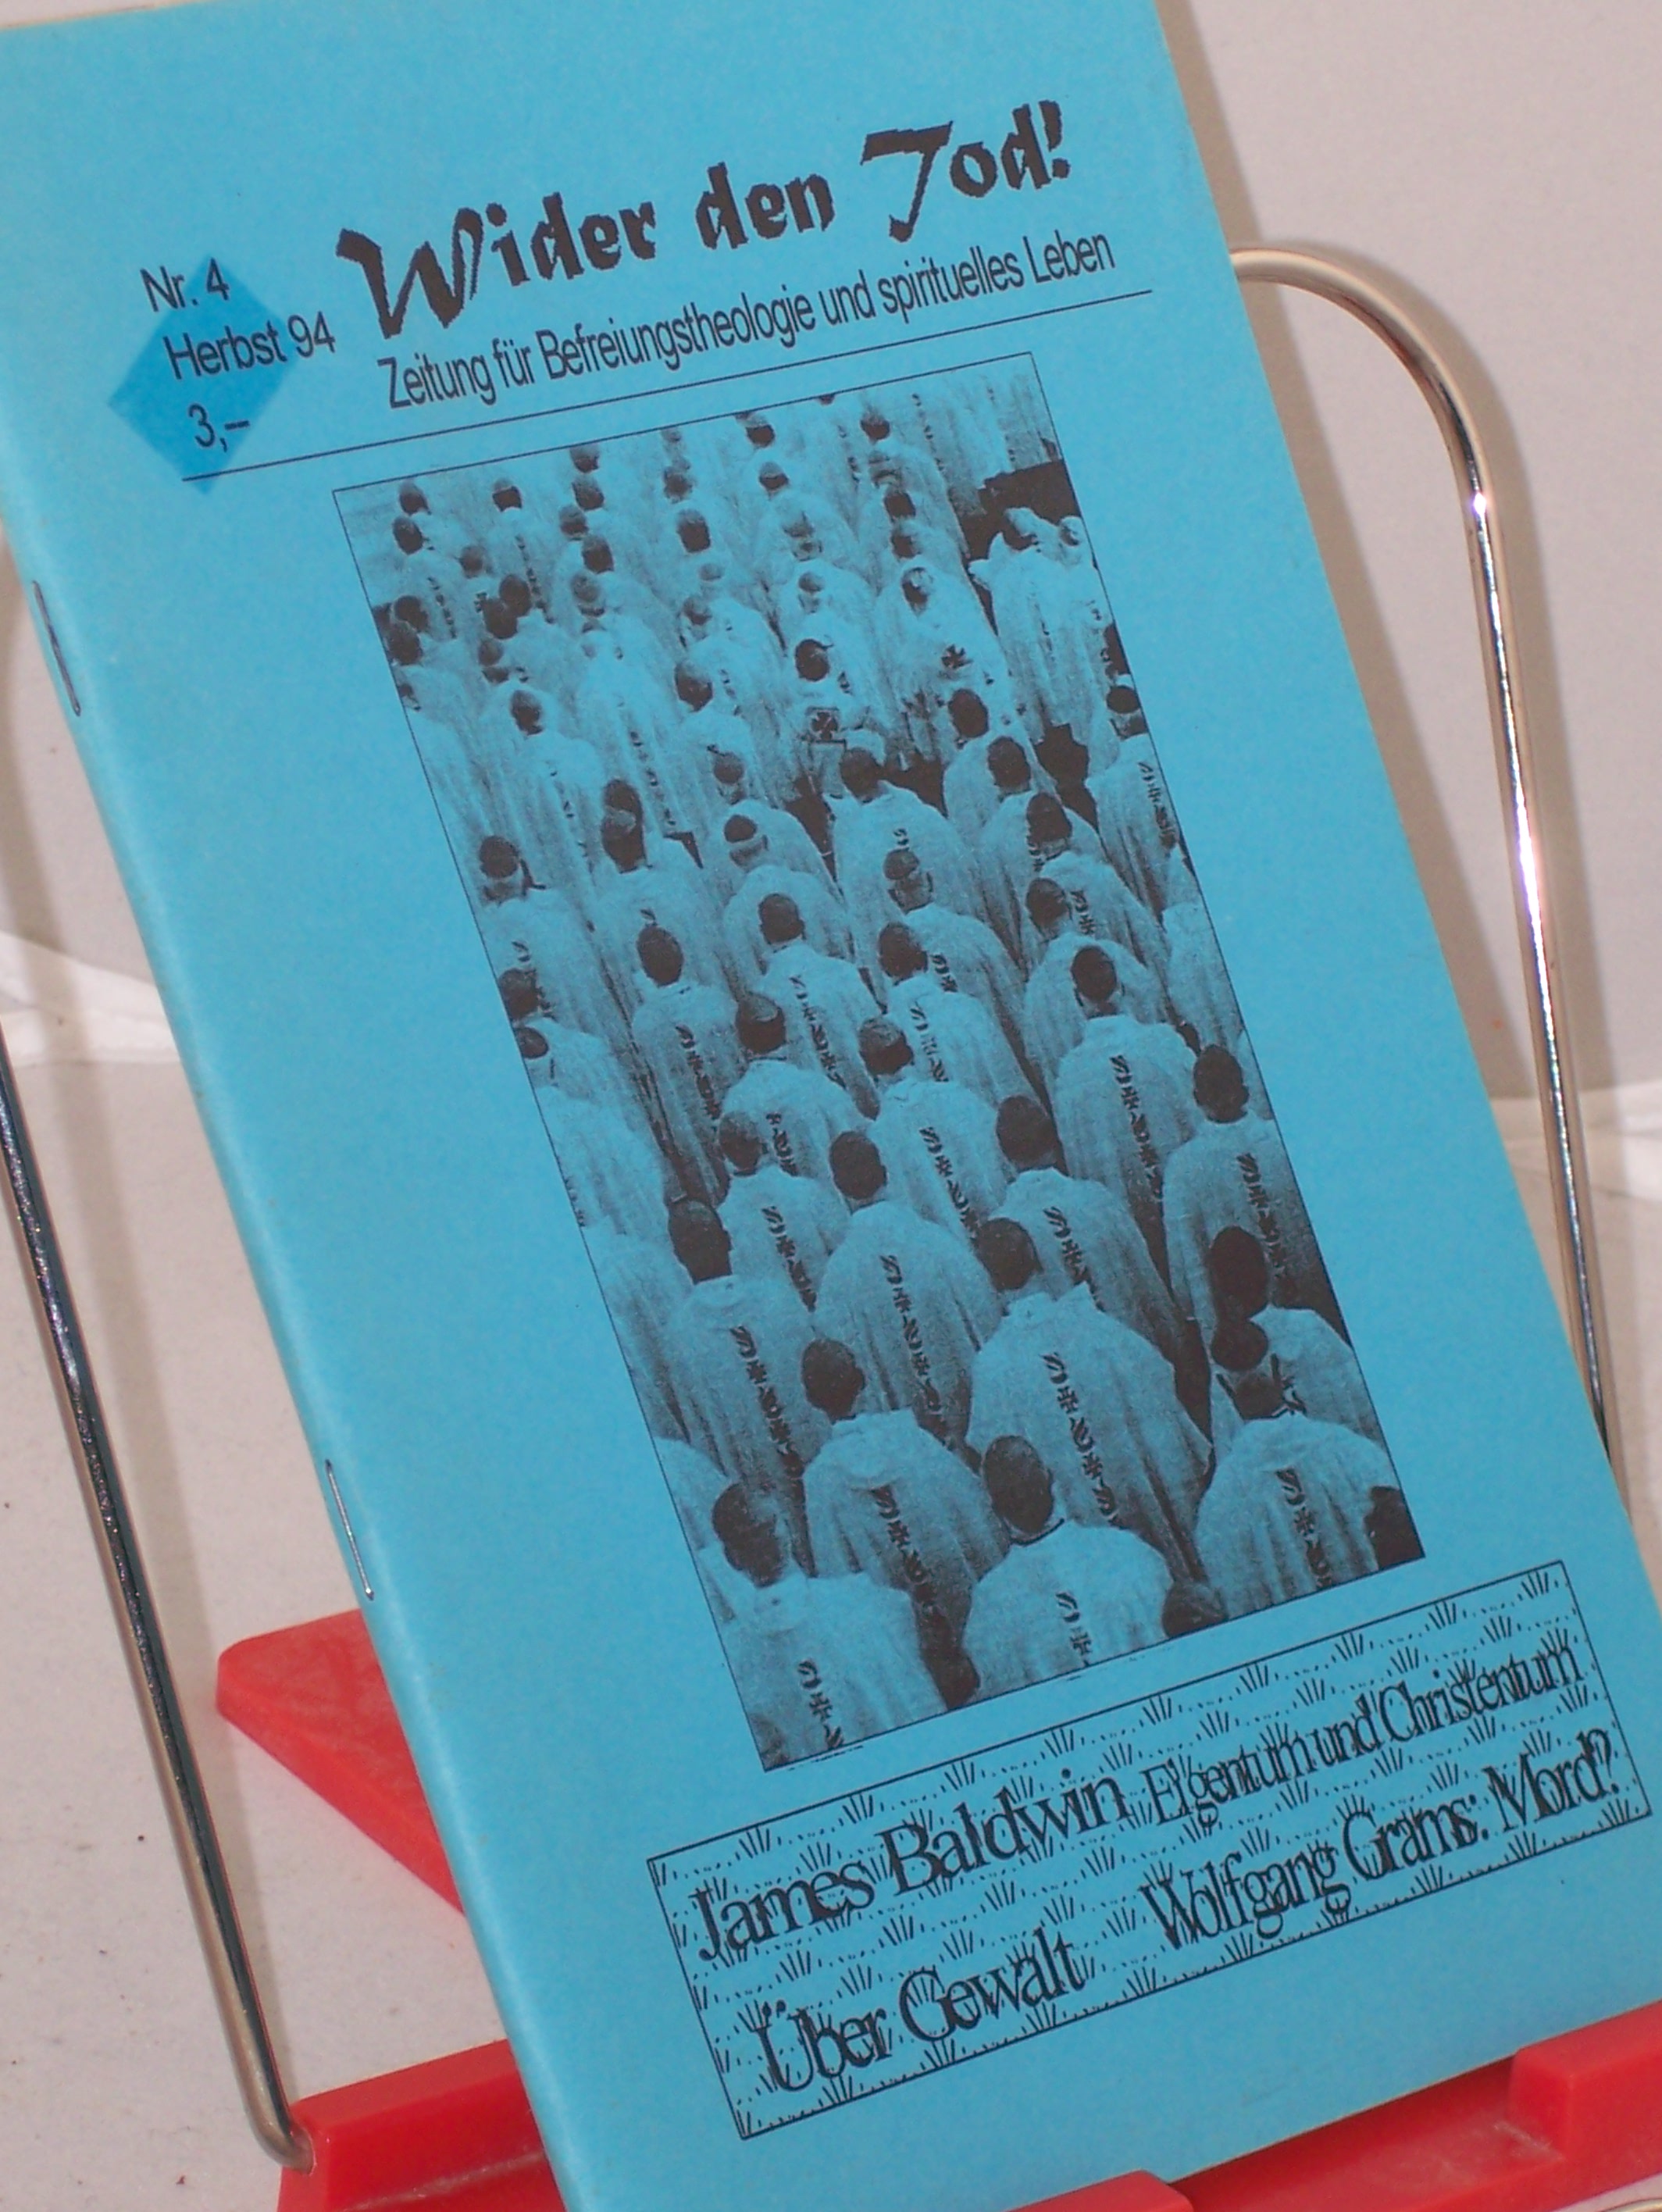 Nr. 4
Herbst 94
3,–
Wider den Tod!
Zeitung für Befreiungstheologie und spirituelles Leben
James Baldwin Eigentum und Christentum
Über Gewalt Wolfgang Grams: Mord?